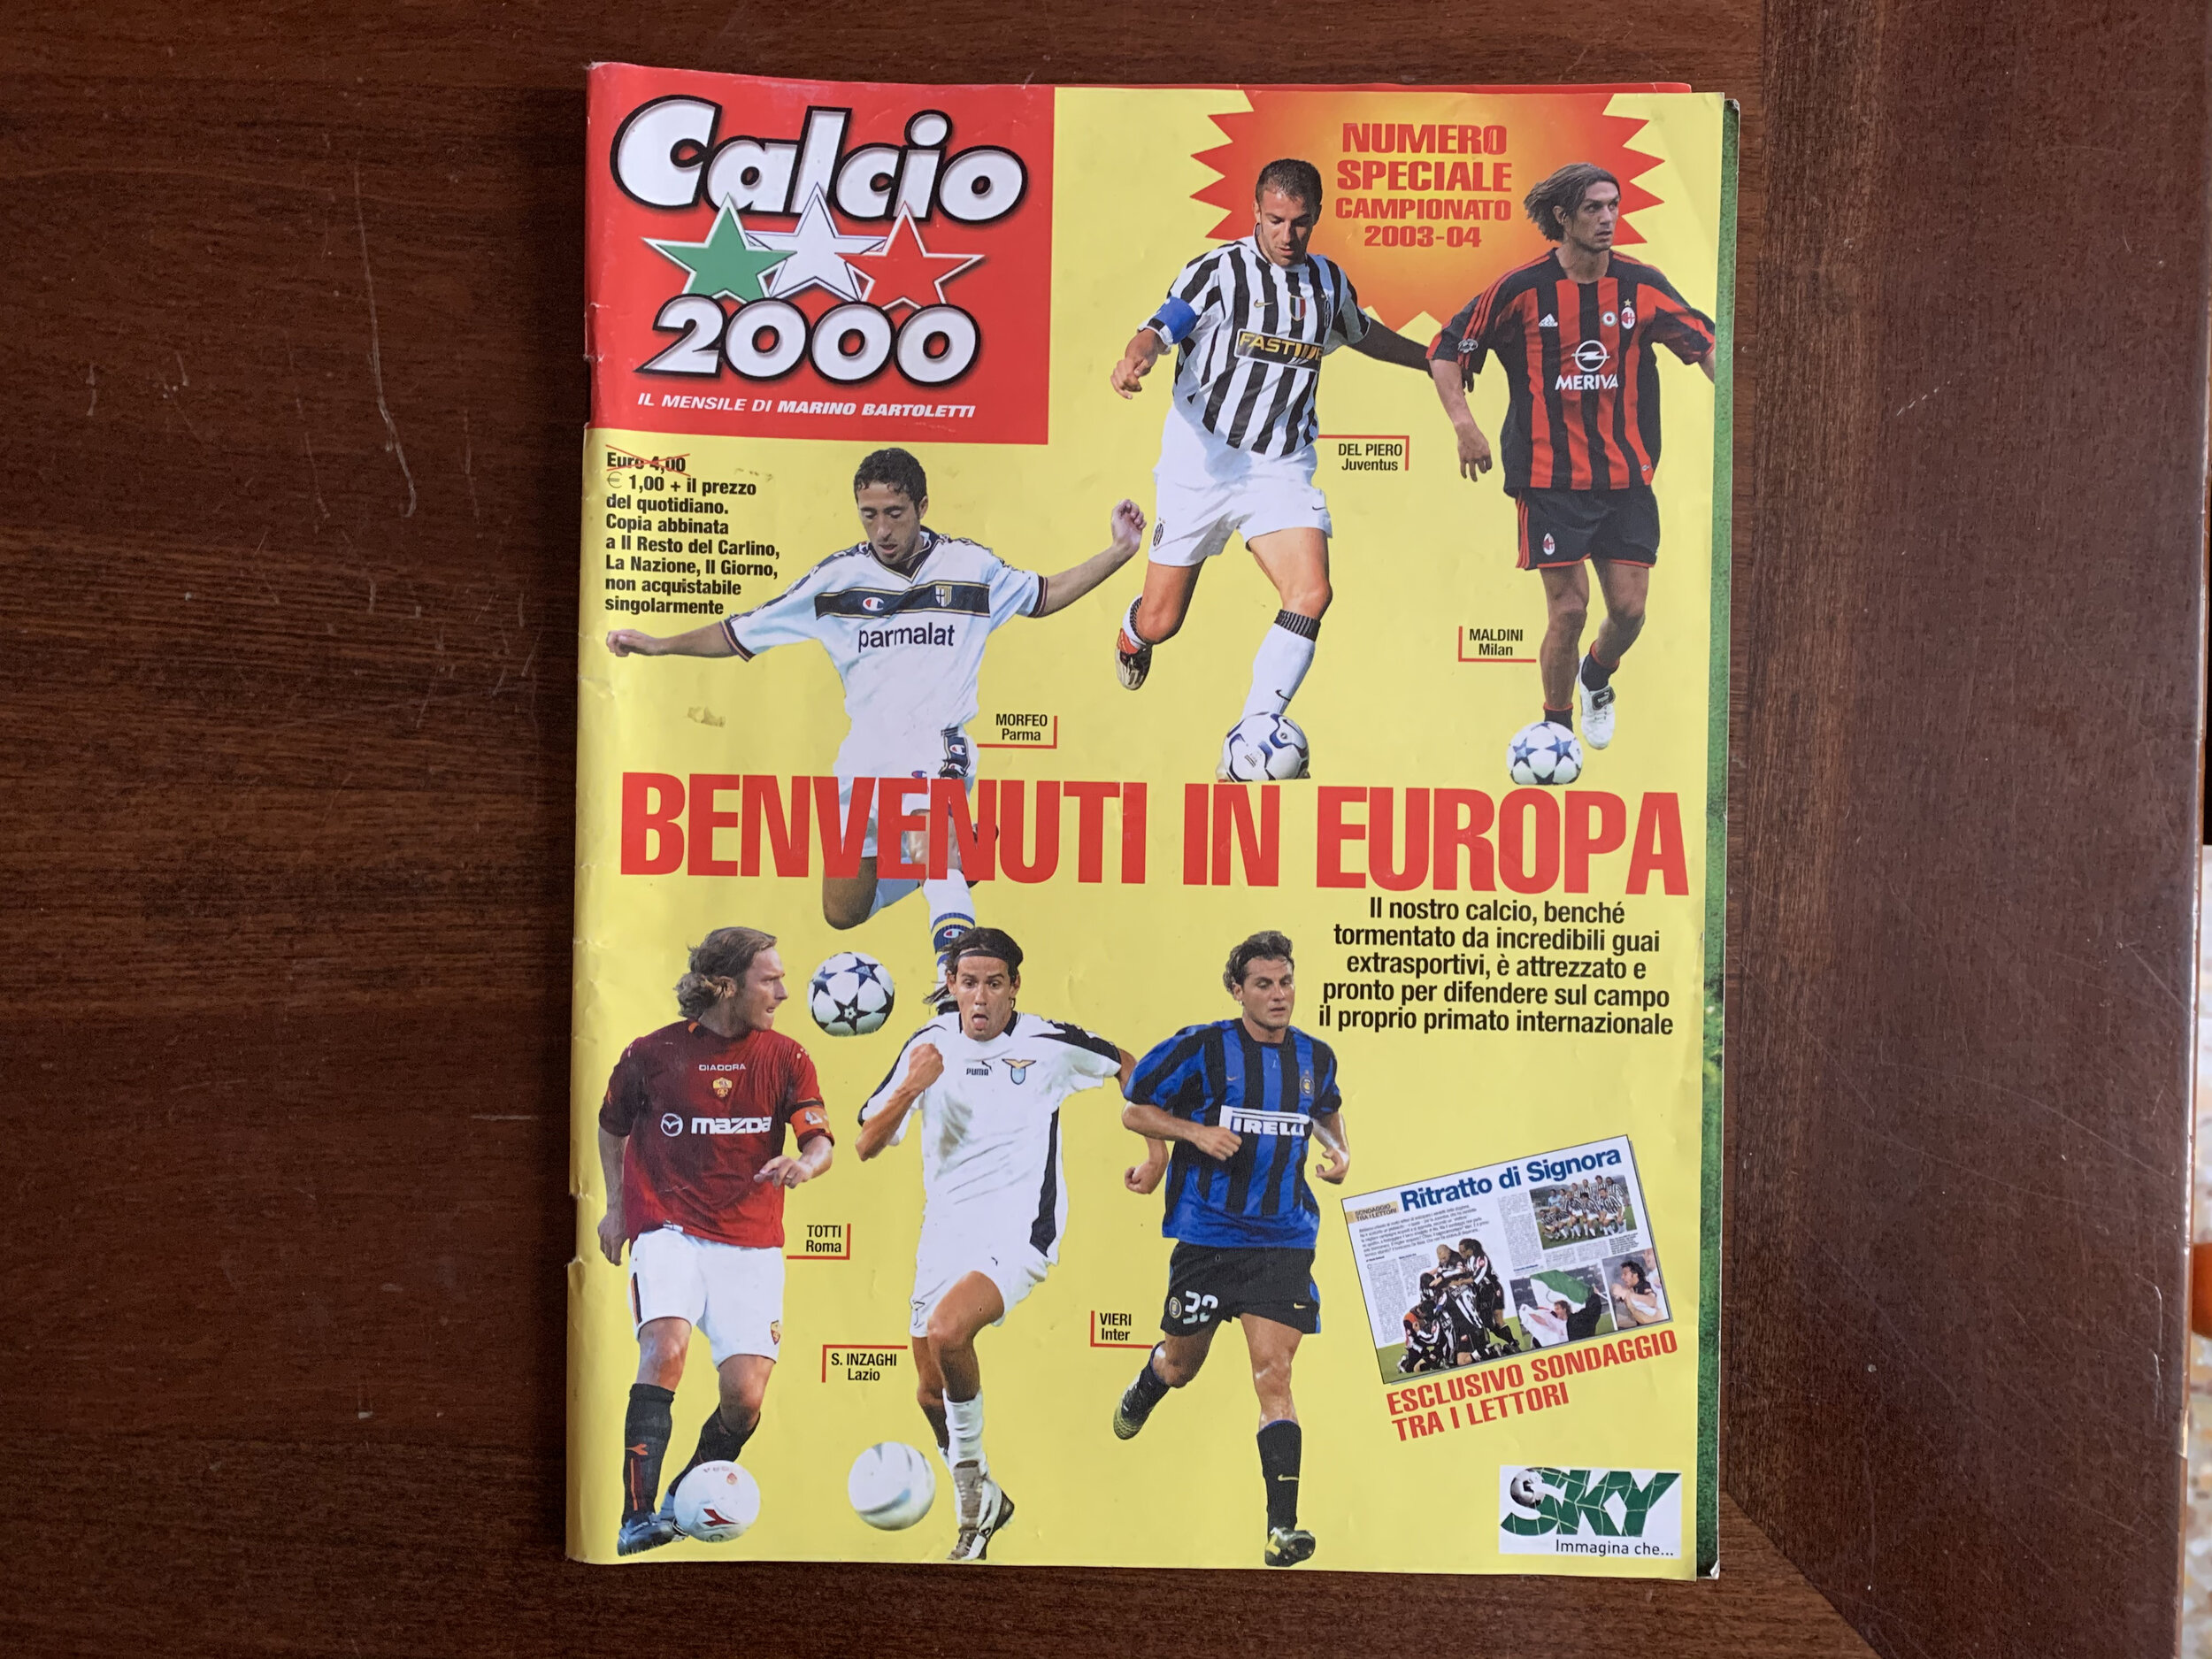 Calcio
2000
IL MENSILE DI MARINO BARTOLETTI
NUMERO
SPECIALE
CAMPIONATO
2003-04
Euro 4,00
€ 1,00 + il prezzo
del quotidiano.
Copia abbinata
a Il Resto del Carlino,
La Nazione, Il Giorno,
non acquistabile
singolarmente
FASTWEB
MERIVA
DEL PIERO
Juventus
MALDINI
Milan
parmalat
MORFEO
Parma
BENVENUTI IN EUROPA
Il nostro calcio, benché
tormentato da incredibili guai
extrasportivi, è attrezzato e
pronto per difendere sul campo
il proprio primato internazionale
DIADORA
mazda
TOTTI
Roma
PUMA
S. INZAGHI
Lazio
PIRELLI
32
VIERI
Inter
SONDAGGIO
TRA I LETTORI
Ritratto di Signora
ESCLUSIVO SONDAGGIO
TRA I LETTORI
SKY
Immagina che...